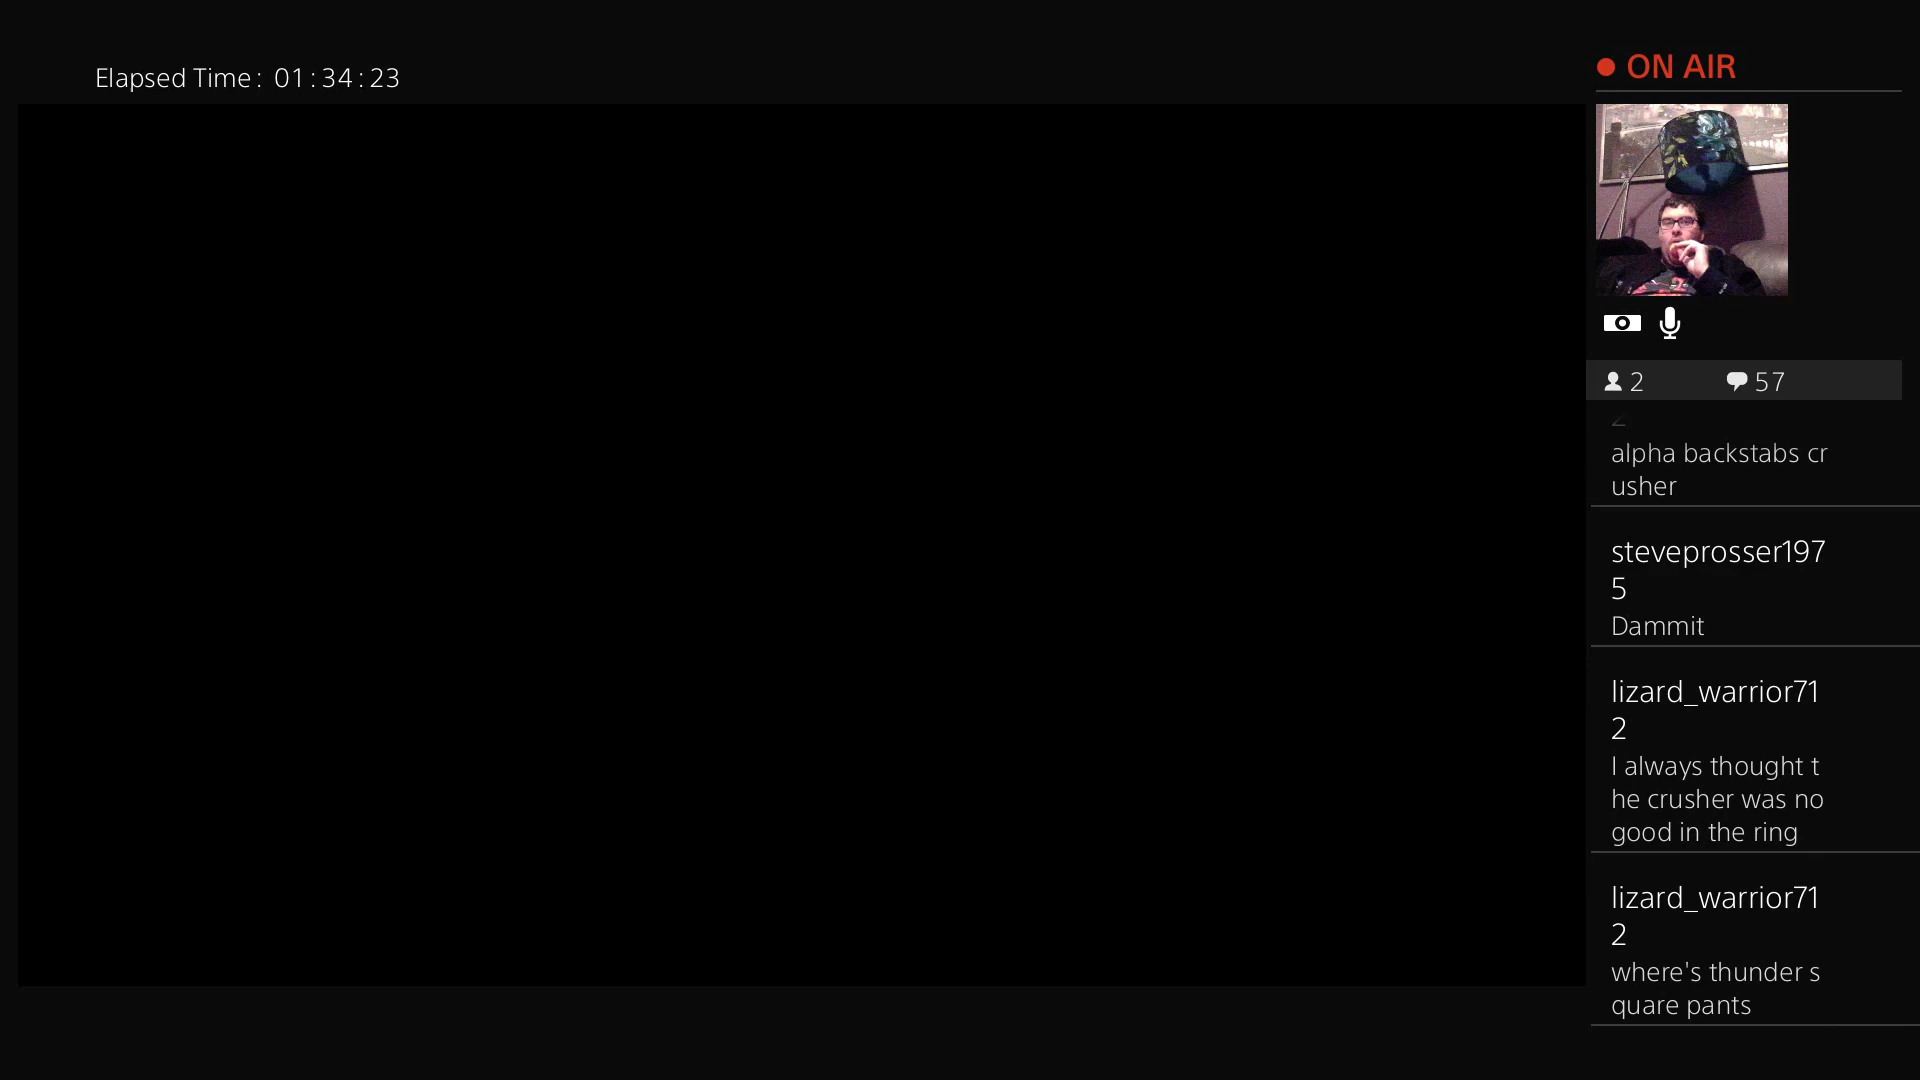 Elapsed Time: 01:34:23
ON AIR
2
57
2
alpha backstabs cr
usher
steveprosser197
5
Dammit
lizard_warrior71
2
I always thought t
he crusher was no
good in the ring
lizard_warrior71
2
where's thunder s
quare pants